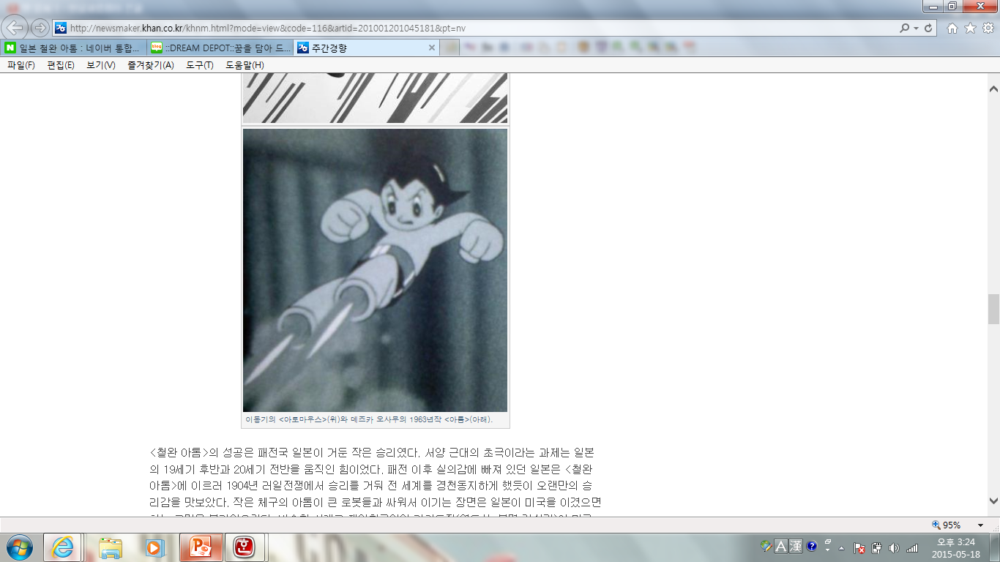 http://newsmaker.khan.co.kr/khnm.html?mode=view&code=116&artid=201001201045181&pt=nv
일본 철완 아톰 : 네이버 통합... ::DREAM DEPOT::꿈을 담아 드... 주간경향
파일(F) 편집(E) 보기(V) 즐겨찾기(A) 도구(T) 도움말(H)
이동기의 <아토마우스>(위)와 데즈카 오사무의 1963년작 <아톰>(아래).
<철완 아톰>의 성공은 패전국 일본이 거둔 작은 승리였다. 서양 근대의 초극이라는 과제는 일본
의 19세기 후반과 20세기 전반을 움직인 힘이었다. 패전 이후 실의감에 빠져 있던 일본은 <철완
아톰>에 이르러 1904년 러일전쟁에서 승리를 거둬 전 세계를 경천동지하게 했듯이 오랜만의 승
리감을 맛보았다. 작은 체구의 아톰이 큰 로봇들과 싸워서 이기는 장면은 일본이 미국을 이겼으면
95%
A 漢
오후 3:24
2015-05-18